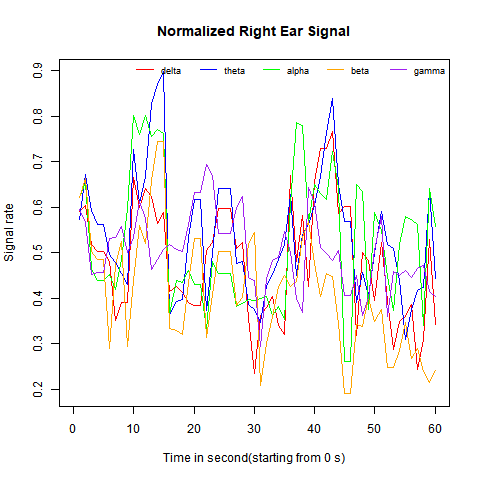 Normalized Right Ear Signal
delta theta alpha beta gamma
0.9
0.8
0.7
0.6
0.5
0.4
0.3
0.2
Signal rate
0 10 20 30 40 50 60
Time in second(starting from 0 s)